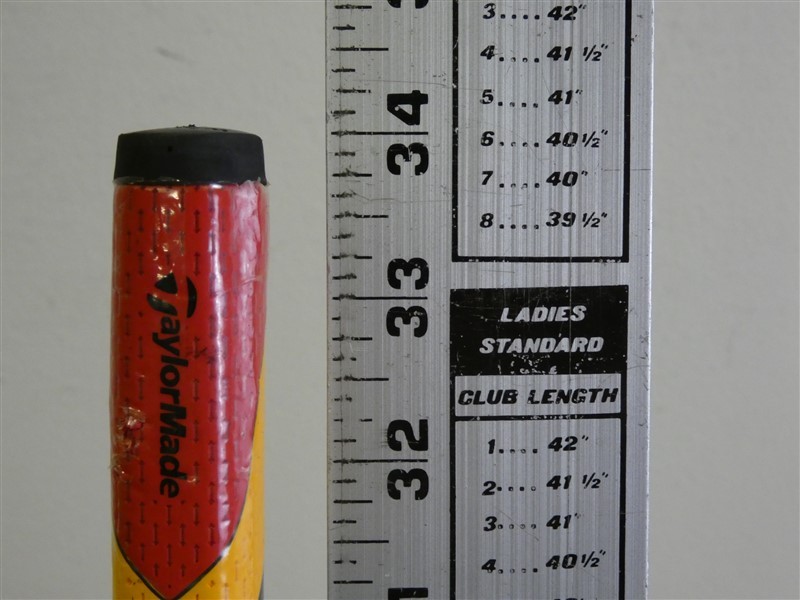 TaylorMade
34
33
32
3.... 42"
4.... 41 1/2"
5.... 41"
6.... 40 1/2"
7.... 40"
8.... 39 1/2"
LADIES
STANDARD
CLUB LENGTH
1.... 42"
2.... 41 1/2"
3.... 41"
4.... 40 1/2"